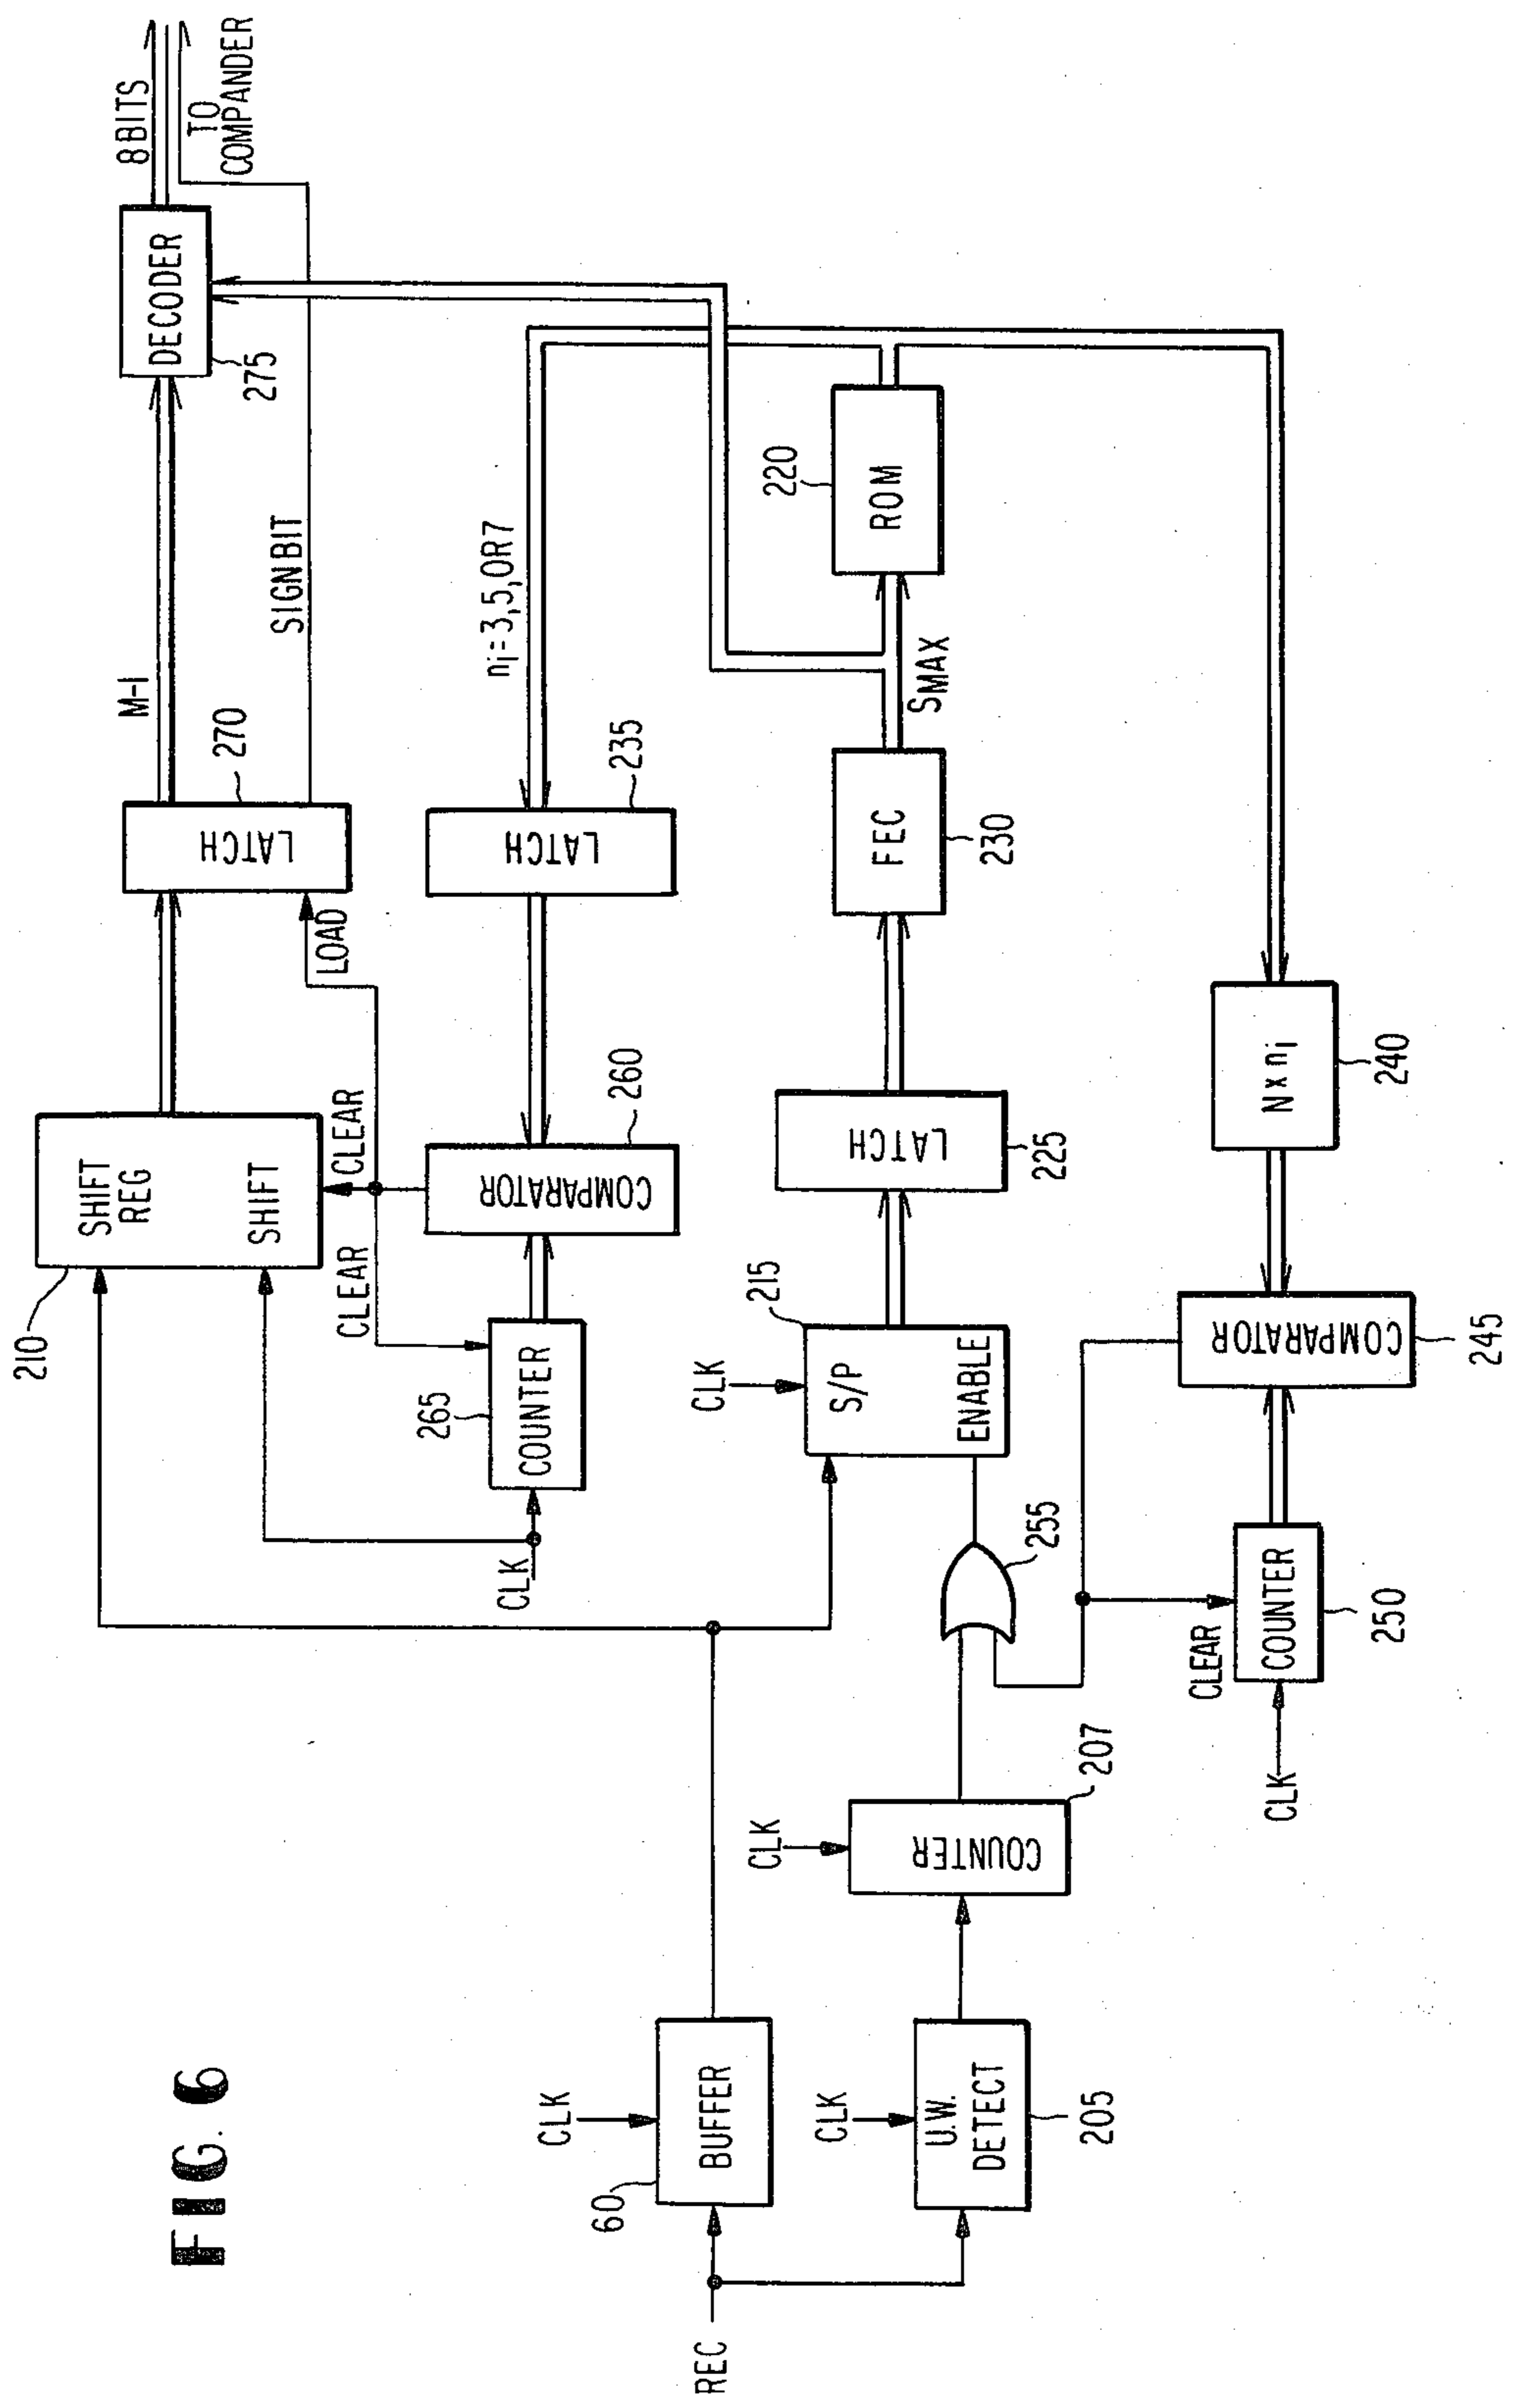 FIG. 6
REC
60
BUFFER
CLK
U.W.
DETECT
205
CLK
COUNTER
207
CLK
255
COUNTER
250
CLK
CLEAR
COMPARATOR
245
N x ni
240
S/P
ENABLE
215
CLK
LATCH
225
FEC
230
SMAX
ROM
220
210
SHIFT
REG
SHIFT
CLEAR
CLEAR
COUNTER
265
CLK
COMPARATOR
260
LATCH
235
ni = 3,5,OR7
LOAD
LATCH
270
M-1
SIGN BIT
DECODER
275
8 BITS
TO
COMPANDER